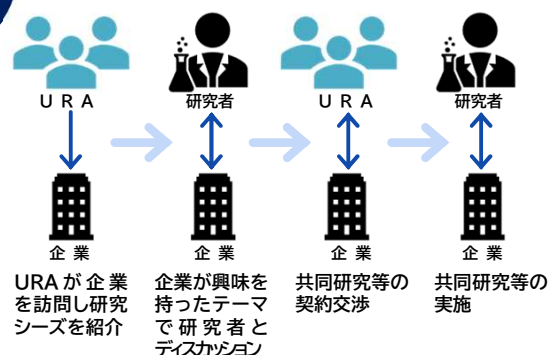 URA
研究者
URA
研究者
企業
企業
企業
企業
URAが企業
を訪問し研究
シーズを紹介
企業が興味を
持ったテーマ
で研究者と
ディスカッション
共同研究等の
契約交渉
共同研究等の
実施